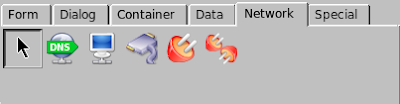 Form Dialog Container Data Network Special
DNS